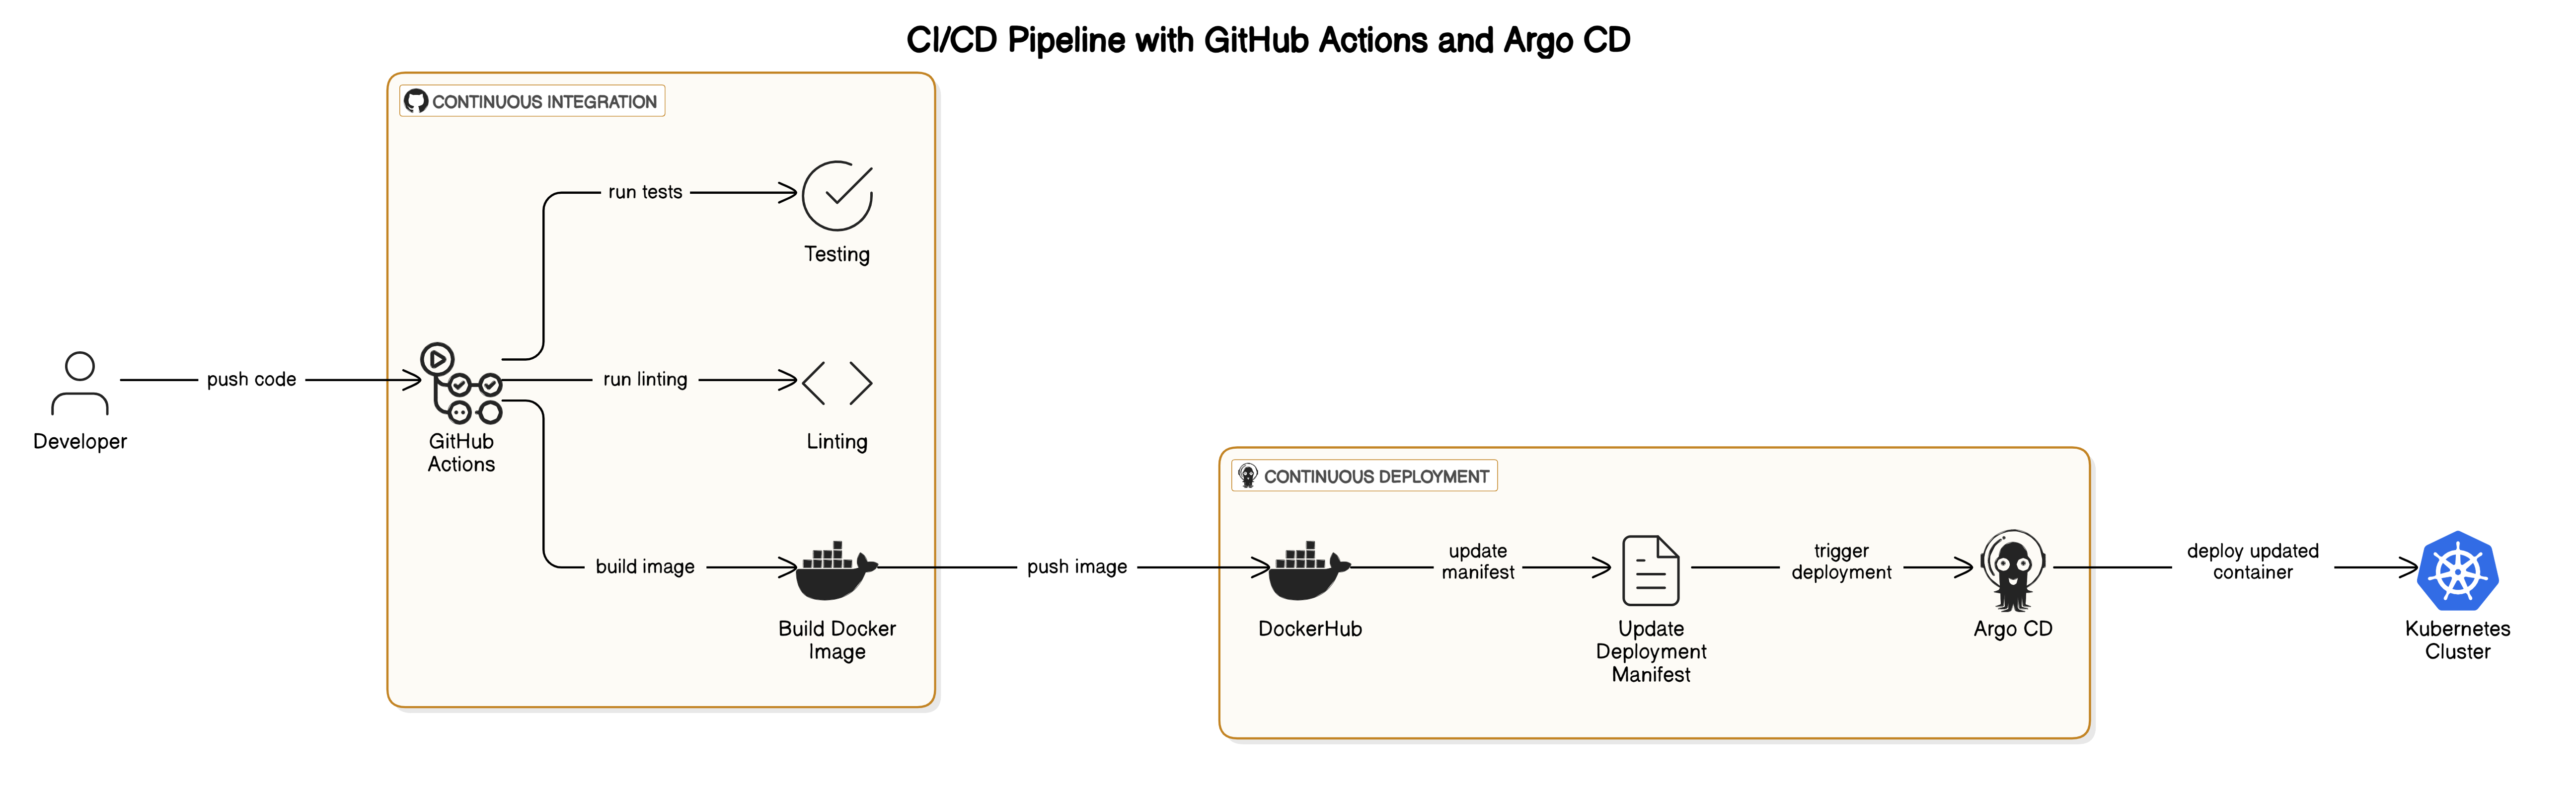 CI/CD Pipeline with GitHub Actions and Argo CD
CONTINUOUS INTEGRATION
run tests
Testing
push code
Developer
GitHub
Actions
run linting
Linting
build image
Build Docker
Image
push image
CONTINUOUS DEPLOYMENT
DockerHub
update
manifest
Update
Deployment
Manifest
trigger
deployment
Argo CD
deploy updated
container
Kubernetes
Cluster